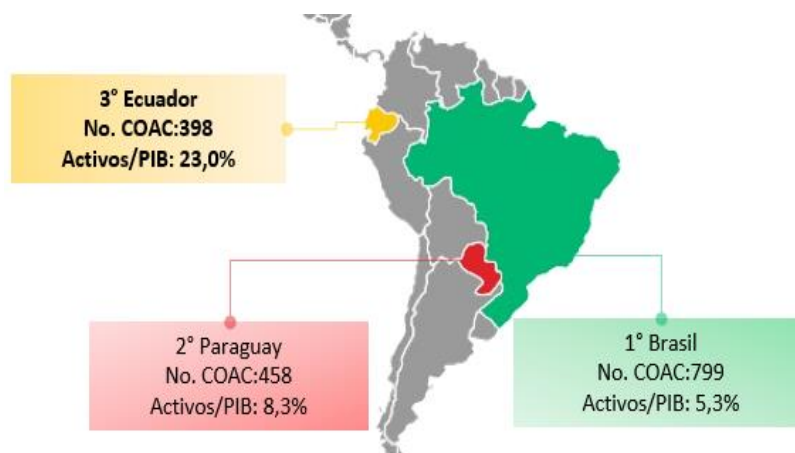 3° Ecuador
No. COAC:398
Activos/PIB: 23,0%
2° Paraguay
No. COAC:458
Activos/PIB: 8,3%
1° Brasil
No. COAC:799
Activos/PIB: 5,3%